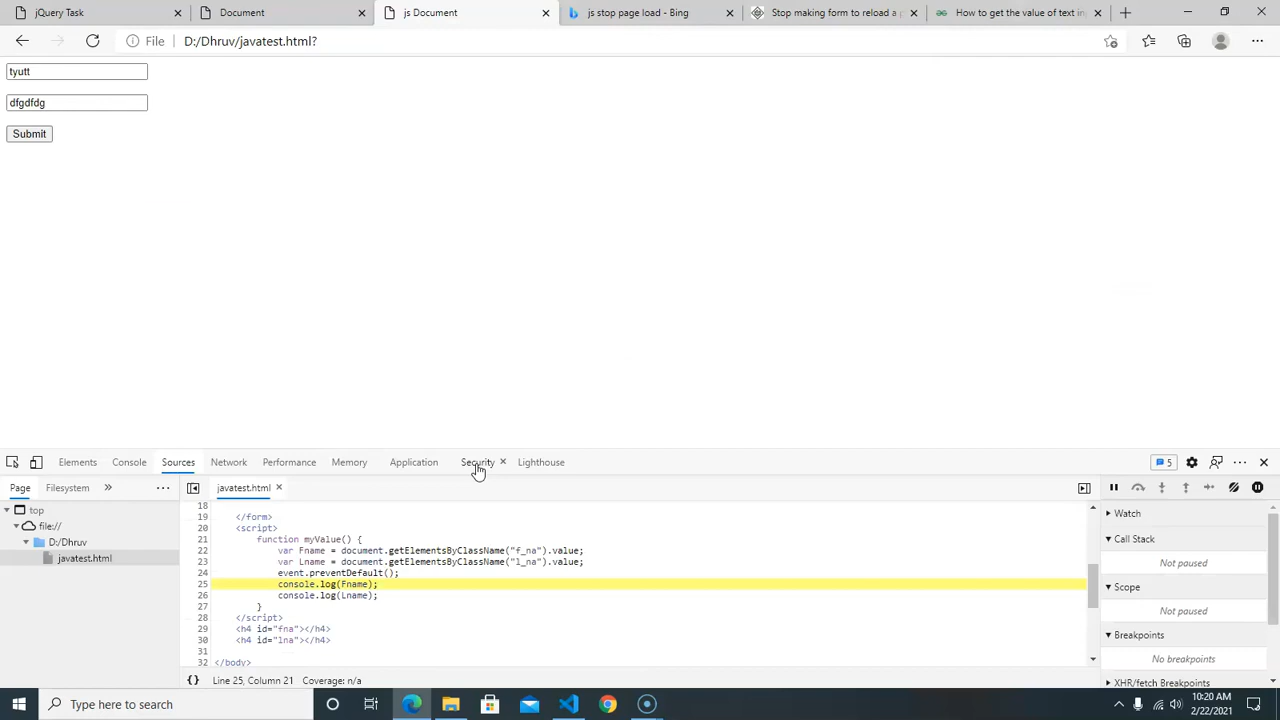 jQuery Task
Document
js Document
js stop page load - Bing
Stop making form to reload a p
How to get the value of text in
File D:/Dhruv/javatest.html?
tyutt
dfgdfdg
Submit
Elements Console Sources Network Performance Memory Application Security Lighthouse 5
Page Filesystem
javatest.html
top
file://
D:/Dhruv
javatest.html
18
19 </form>
20 <script>
21 function myValue() {
22 var Fname = document.getElementsByClassName("f_na").value;
23 var Lname = document.getElementsByClassName("l_na").value;
24 event.preventDefault();
25 console.log(Fname);
26 console.log(Lname);
27 }
28 </script>
29 <h4 id="fna"></h4>
30 <h4 id="lna"></h4>
31
32 </body>
{} Line 25, Column 21 Coverage: n/a
Watch
Call Stack
Not paused
Scope
Not paused
Breakpoints
No breakpoints
XHR/fetch Breakpoints
Type here to search
10:20 AM
2/22/2021